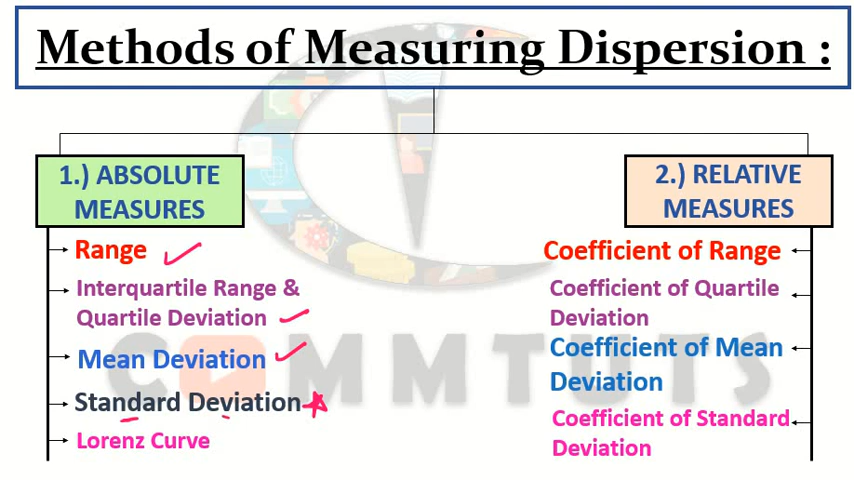 Methods of Measuring Dispersion :
1.) ABSOLUTE
MEASURES
Range
Interquartile Range &
Quartile Deviation
Mean Deviation
Standard Deviation
Lorenz Curve
2.) RELATIVE
MEASURES
Coefficient of Range
Coefficient of Quartile
Deviation
Coefficient of Mean
Deviation
Coefficient of Standard
Deviation
COMMTUTS